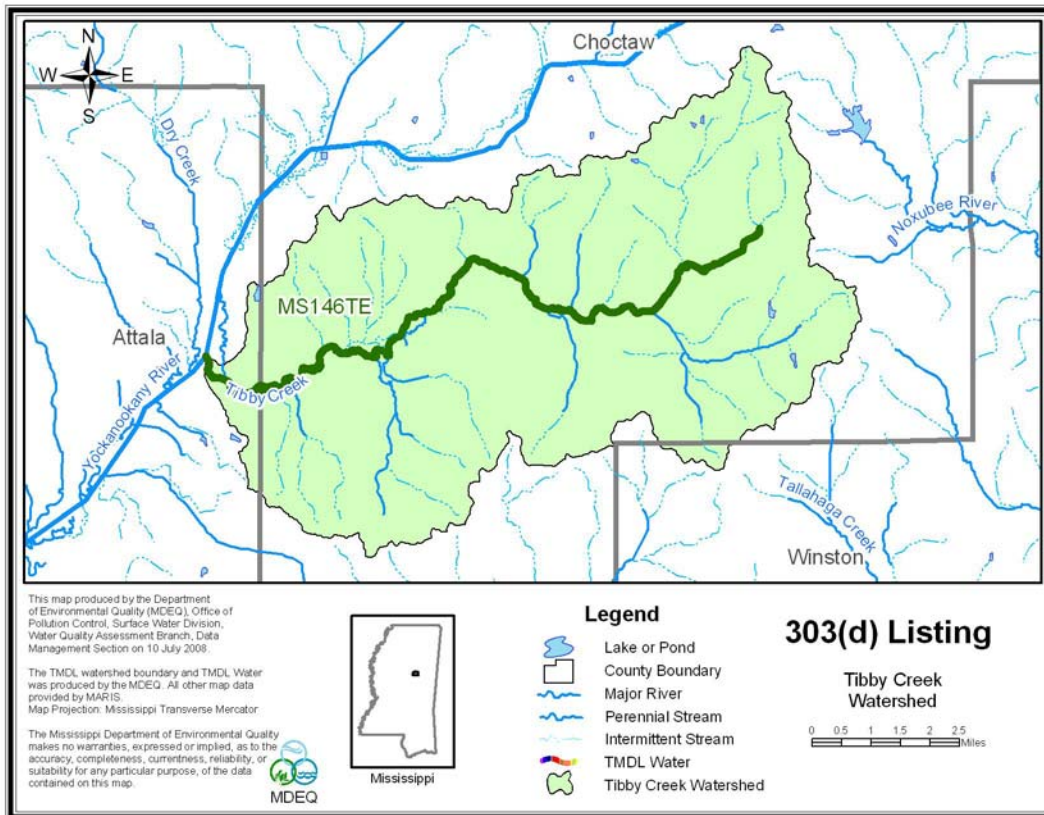 Choctaw
N
W E
S
Dry Creek
Noxubee River
MS146TE
Attala
Tibby Creek
Yockanookany River
Tallahaga Creek
Winston
This map produced by the Department
of Environmental Quality (MDEQ), Office of
Pollution Control, Surface Water Division,
Water Quality Assessment Branch, Data
Management Section on 10 July 2008.
The TMDL watershed boundary and TMDL Water
was produced by the MDEQ. All other map data
provided by MARIS.
Map Projection: Mississippi Transverse Mercator
The Mississippi Department of Environmental Quality
makes no warranties, expressed or implied, as to the
accuracy, completeness, currentness, reliability, or
suitability for any particular purpose, of the data
contained on this map.
MDEQ
Mississippi
Legend
Lake or Pond
County Boundary
Major River
Perennial Stream
Intermittent Stream
TMDL Water
Tibby Creek Watershed
303(d) Listing
Tibby Creek
Watershed
0 0.5 1 1.5 2 2.5
Miles